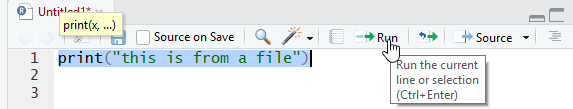 Untitled1*
print(x, ...)
Source on Save
Run
Source
1 print("this is from a file")
2
3
Run the current
line or selection
(Ctrl+Enter)